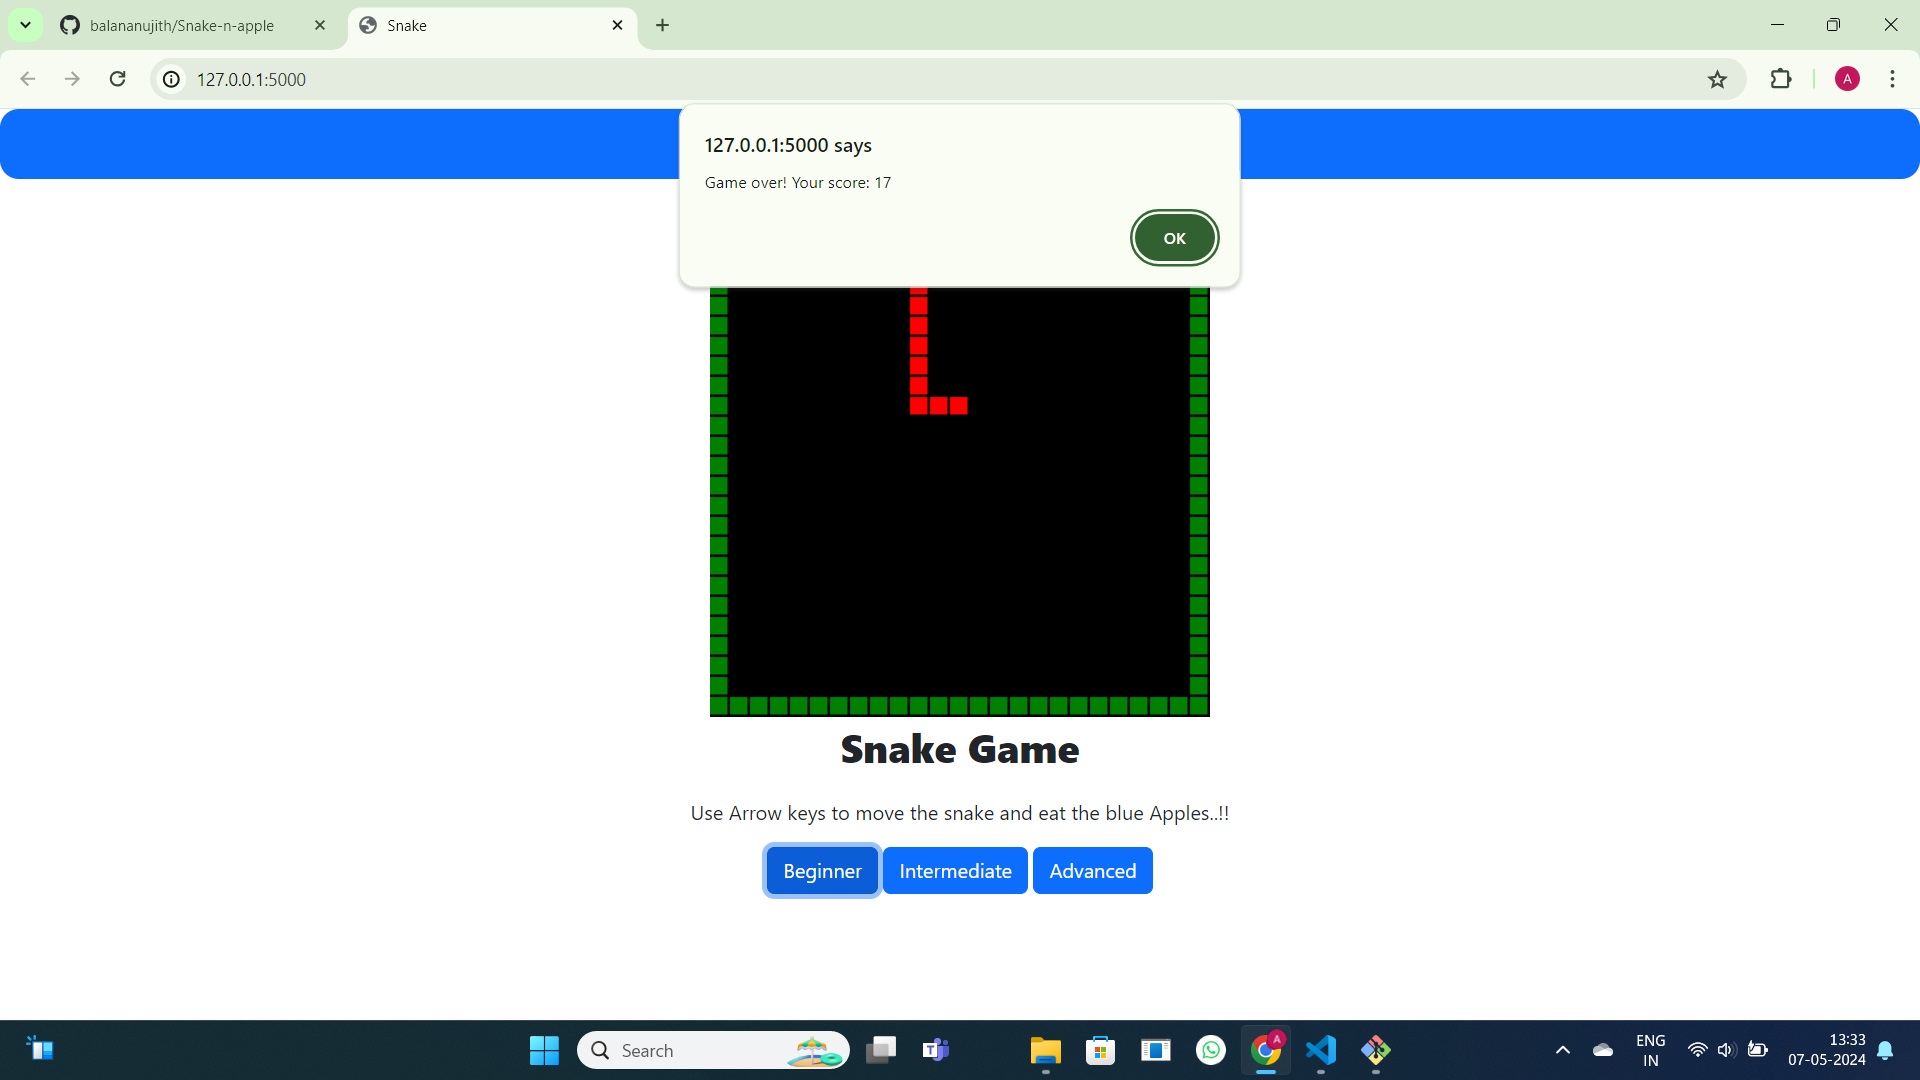 balananujith/Snake-n-apple
Snake
127.0.0.1:5000
A
127.0.0.1:5000 says
Game over! Your score: 17
OK
Snake Game
Use Arrow keys to move the snake and eat the blue Apples..!!
Beginner Intermediate Advanced
Search
T
A
ENG
IN
13:33
07-05-2024